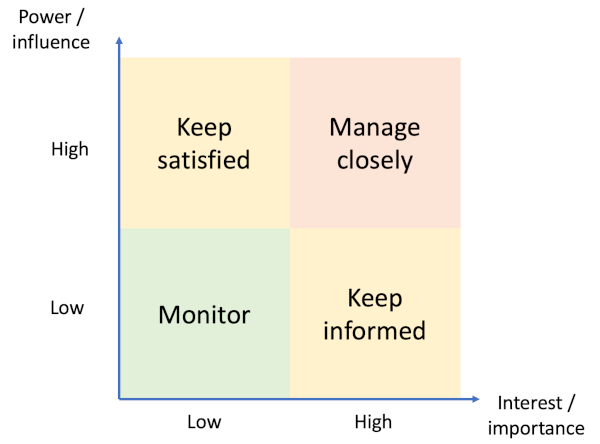 Power /
influence
High
Keep
satisfied
Manage
closely
Low
Monitor
Keep
informed
Low
High
Interest /
importance